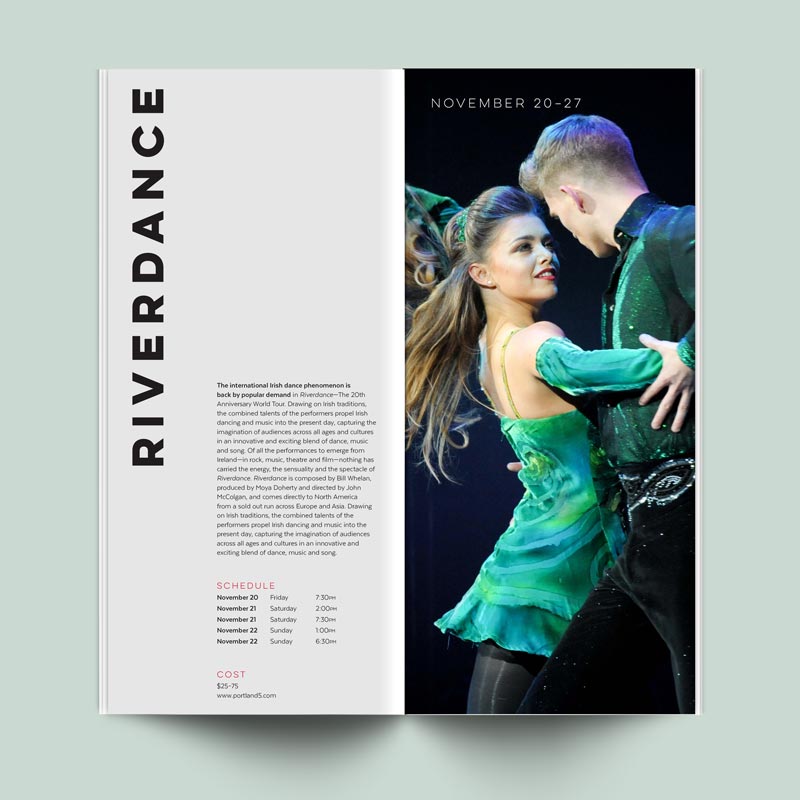 RIVERDANCE
NOVEMBER 20–27
The international Irish dance phenomenon is
back by popular demand in Riverdance—The 20th
Anniversary World Tour. Drawing on Irish traditions,
the combined talents of the performers propel Irish
dancing and music into the present day, capturing the
imagination of audiences across all ages and cultures
in an innovative and exciting blend of dance, music
and song. Of all the performances to emerge from
Ireland—in rock, music, theatre and film—nothing has
carried the energy, the sensuality and the spectacle of
Riverdance. Riverdance is composed by Bill Whelan,
produced by Moya Doherty and directed by John
McColgan, and comes directly to North America
from a sold out run across Europe and Asia. Drawing
on Irish traditions, the combined talents of the
performers propel Irish dancing and music into the
present day, capturing the imagination of audiences
across all ages and cultures in an innovative and
exciting blend of dance, music and song.
SCHEDULE
November 20 Friday 7:30PM
November 21 Saturday 2:00PM
November 21 Saturday 7:30PM
November 22 Sunday 1:00PM
November 22 Sunday 6:30PM
COST
$25-75
www.portland5.com